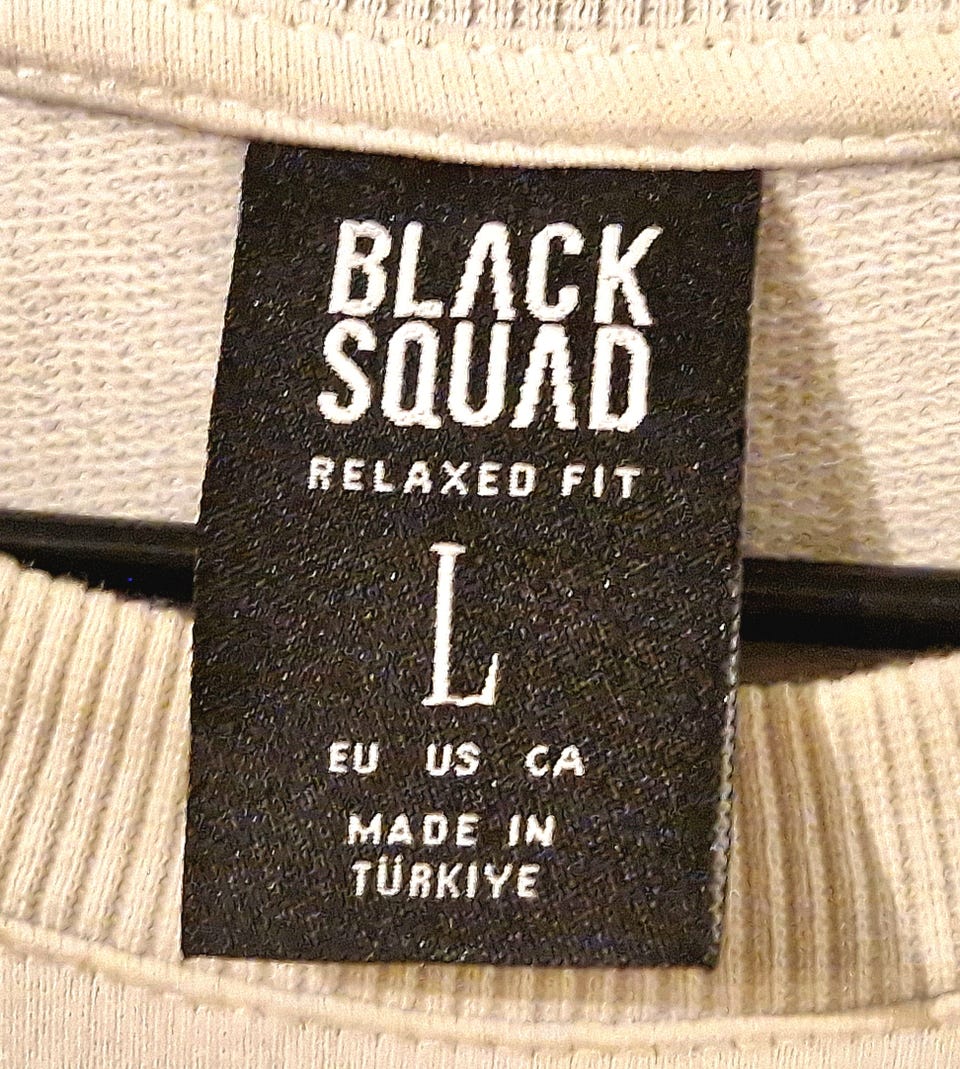 BLACK
SQUAD
RELAXED FIT
L
EU US CA
MADE IN
TÜRKIYE